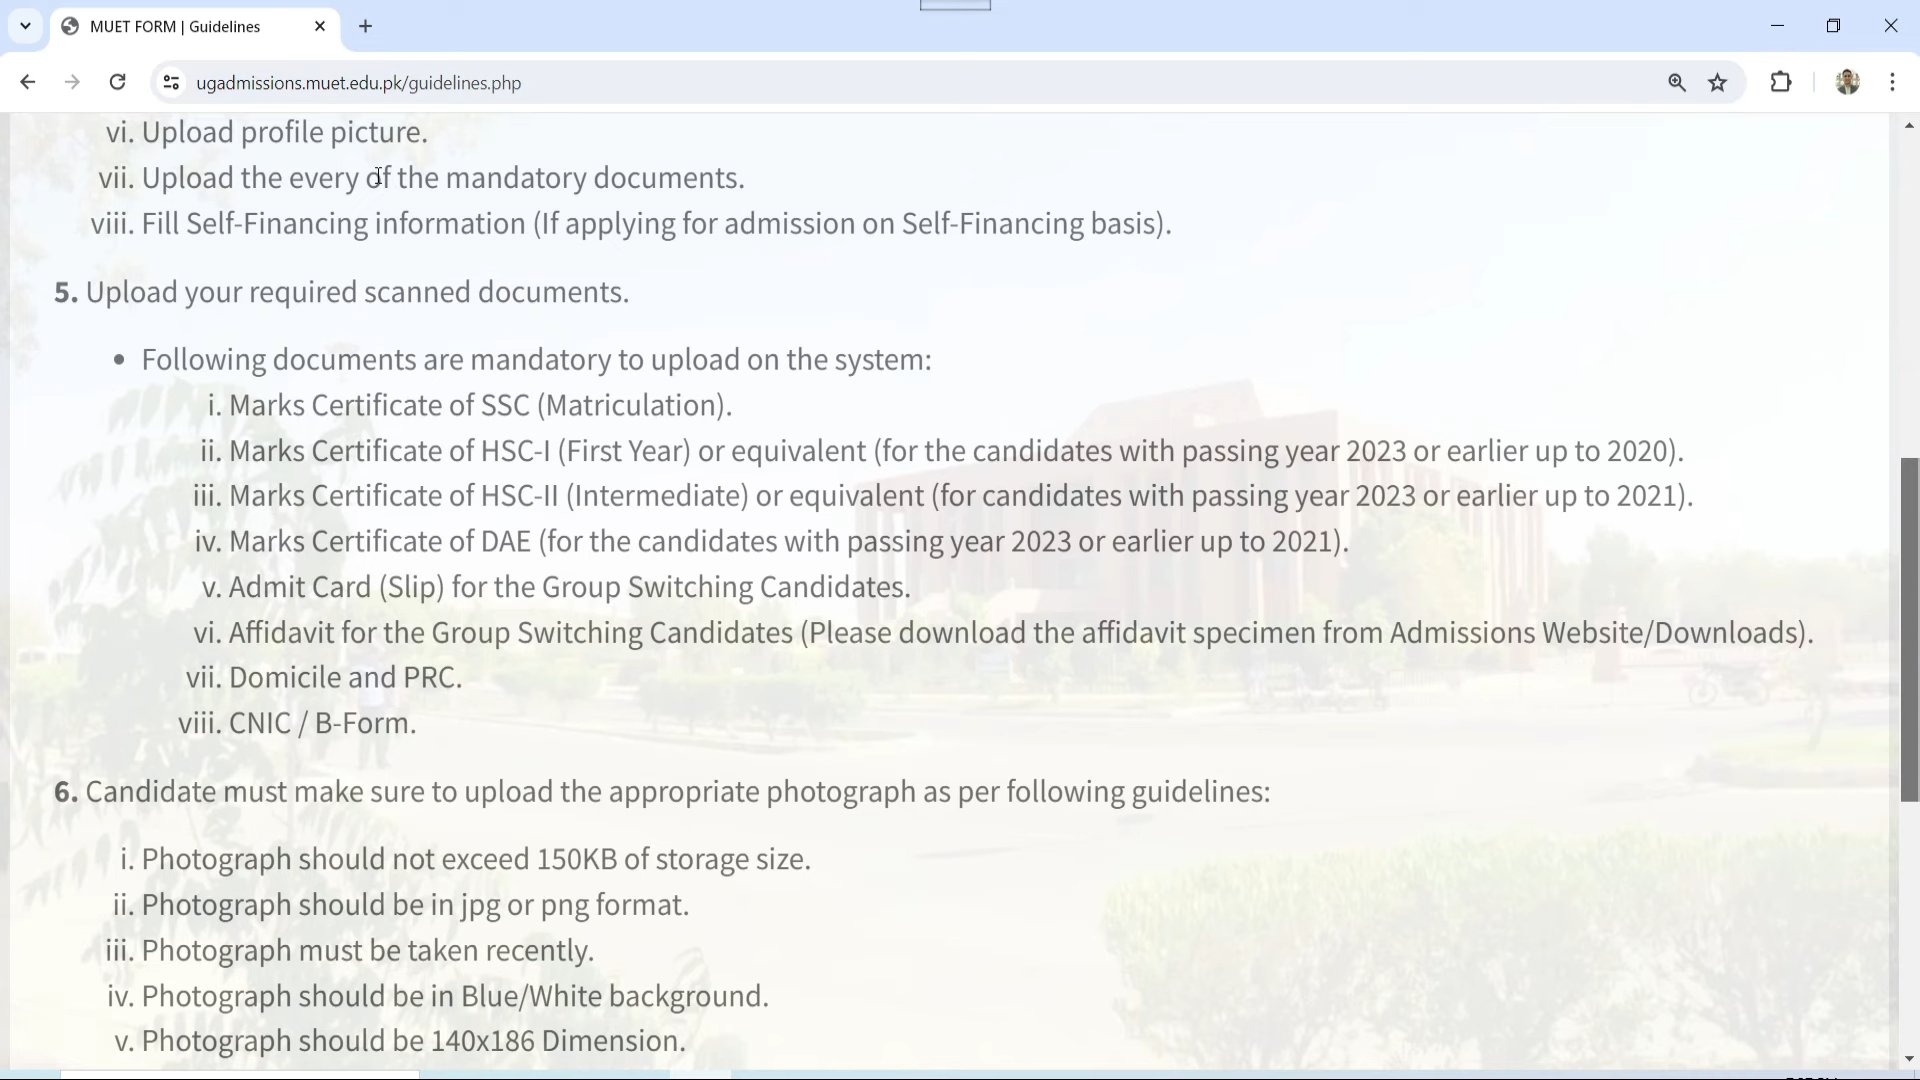 MUET FORM | Guidelines
ugadmissions.muet.edu.pk/guidelines.php
vi. Upload profile picture.
vii. Upload the every of the mandatory documents.
viii. Fill Self-Financing information (If applying for admission on Self-Financing basis).
5. Upload your required scanned documents.
• Following documents are mandatory to upload on the system:
i. Marks Certificate of SSC (Matriculation).
ii. Marks Certificate of HSC-I (First Year) or equivalent (for the candidates with passing year 2023 or earlier up to 2020).
iii. Marks Certificate of HSC-II (Intermediate) or equivalent (for candidates with passing year 2023 or earlier up to 2021).
iv. Marks Certificate of DAE (for the candidates with passing year 2023 or earlier up to 2021).
v. Admit Card (Slip) for the Group Switching Candidates.
vi. Affidavit for the Group Switching Candidates (Please download the affidavit specimen from Admissions Website/Downloads).
vii. Domicile and PRC.
viii. CNIC / B-Form.
6. Candidate must make sure to upload the appropriate photograph as per following guidelines:
i. Photograph should not exceed 150KB of storage size.
ii. Photograph should be in jpg or png format.
iii. Photograph must be taken recently.
iv. Photograph should be in Blue/White background.
v. Photograph should be 140x186 Dimension.